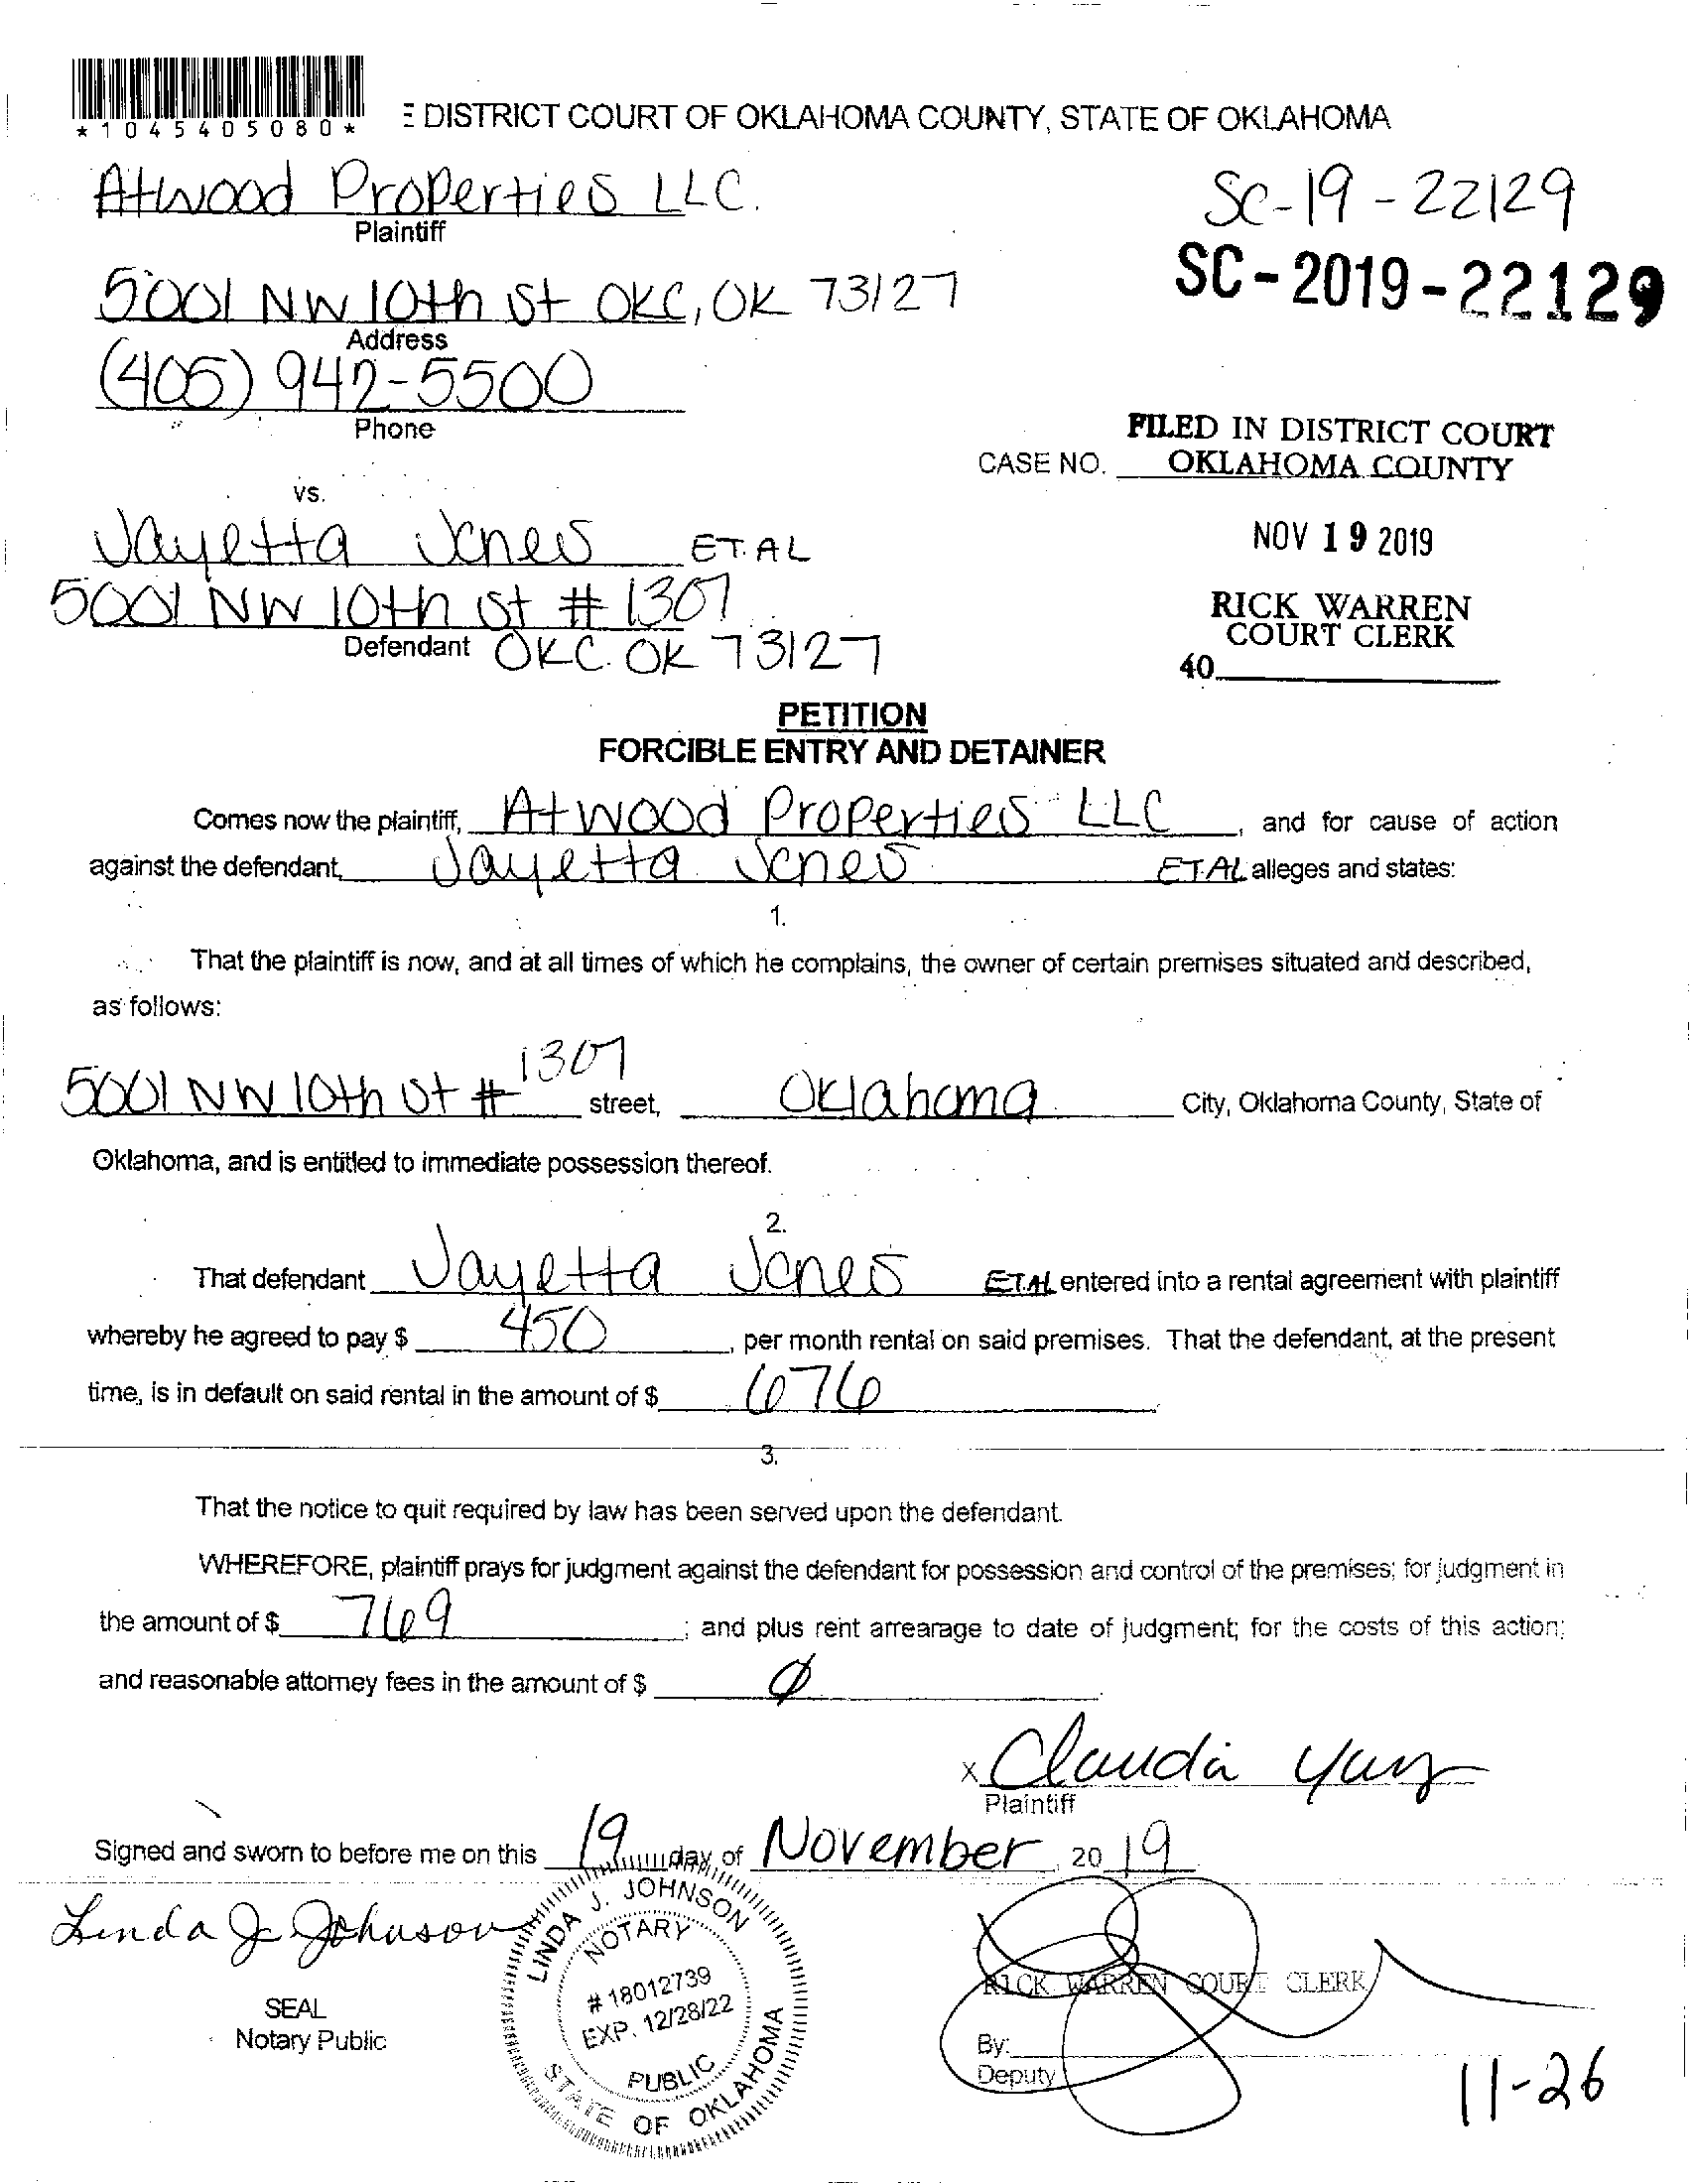 *1045405080*
E DISTRICT COURT OF OKLAHOMA COUNTY, STATE OF OKLAHOMA
Atwood Properties LLC.
Plaintiff
SC-19-22129
SC-2019-22129
5001 NW 10th St OKC, OK 73127
Address
(405) 942-5500
Phone
FILED IN DISTRICT COURT
CASE NO. OKLAHOMA COUNTY
vs.
NOV 19 2019
Jayetta Jones ET. AL
5001 NW 10th St # 1307
Defendant OKC. OK 73127
RICK WARREN
COURT CLERK
40
PETITION
FORCIBLE ENTRY AND DETAINER
Comes now the plaintiff, Atwood Properties LLC, and for cause of action
against the defendant, Jayetta Jones ET.AL alleges and states:
1.
That the plaintiff is now, and at all times of which he complains, the owner of certain premises situated and described,
as follows:
5001 NW 10th St # 1307 street, Oklahoma City, Oklahoma County, State of
Oklahoma, and is entitled to immediate possession thereof.
2.
That defendant Jayetta Jones ET.AL entered into a rental agreement with plaintiff
whereby he agreed to pay $ 450, per month rental on said premises. That the defendant, at the present
time, is in default on said rental in the amount of $ 676.
3.
That the notice to quit required by law has been served upon the defendant.
WHEREFORE, plaintiff prays for judgment against the defendant for possession and control of the premises; for judgment in
the amount of $ 769; and plus rent arrearage to date of judgment; for the costs of this action;
and reasonable attorney fees in the amount of $ Ø.
x Claudia
Plaintiff
Signed and sworn to before me on this 19 day of November, 2019
Linda J. Johnson
SEAL
Notary Public
LINDA J. JOHNSON
NOTARY
# 18012739
EXP. 12/28/22
PUBLIC
STATE OF OKLAHOMA
RICK WARREN COURT CLERK
By:
Deputy
11-26